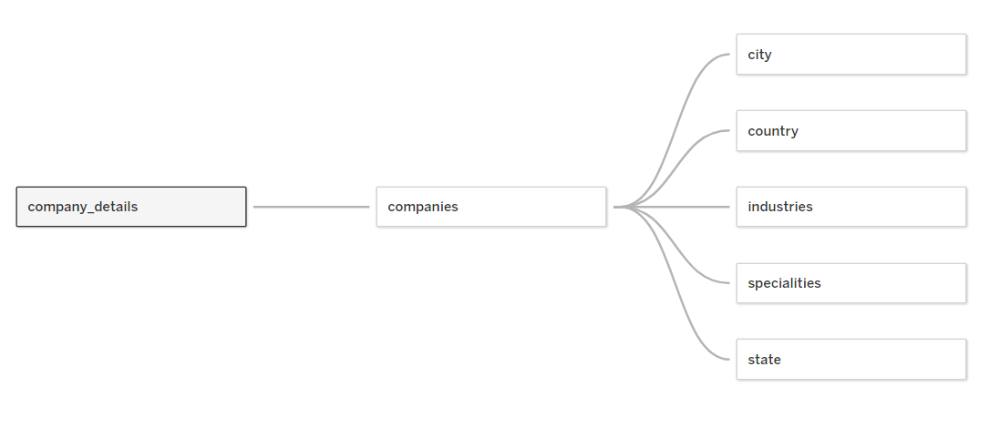 company_details
companies
city
country
industries
specialities
state